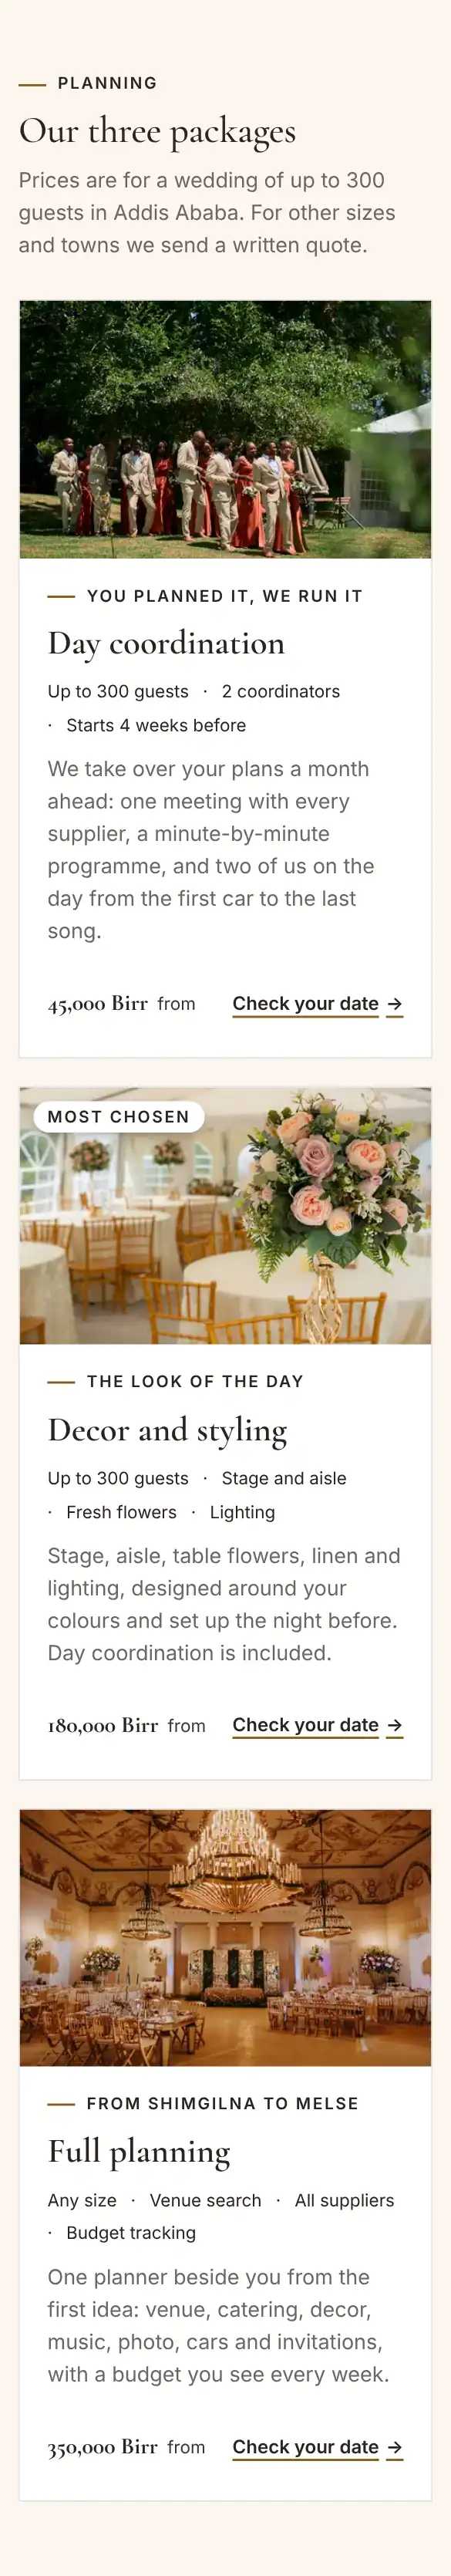 PLANNING
Our three packages
Prices are for a wedding of up to 300
guests in Addis Ababa. For other sizes
and towns we send a written quote.
YOU PLANNED IT, WE RUN IT
Day coordination
Up to 300 guests · 2 coordinators
· Starts 4 weeks before
We take over your plans a month
ahead: one meeting with every
supplier, a minute-by-minute
programme, and two of us on the
day from the first car to the last
song.
45,000 Birr from Check your date →
MOST CHOSEN
THE LOOK OF THE DAY
Decor and styling
Up to 300 guests · Stage and aisle
· Fresh flowers · Lighting
Stage, aisle, table flowers, linen and
lighting, designed around your
colours and set up the night before.
Day coordination is included.
180,000 Birr from Check your date →
FROM SHIMGILNA TO MELSE
Full planning
Any size · Venue search · All suppliers
· Budget tracking
One planner beside you from the
first idea: venue, catering, decor,
music, photo, cars and invitations,
with a budget you see every week.
350,000 Birr from Check your date →